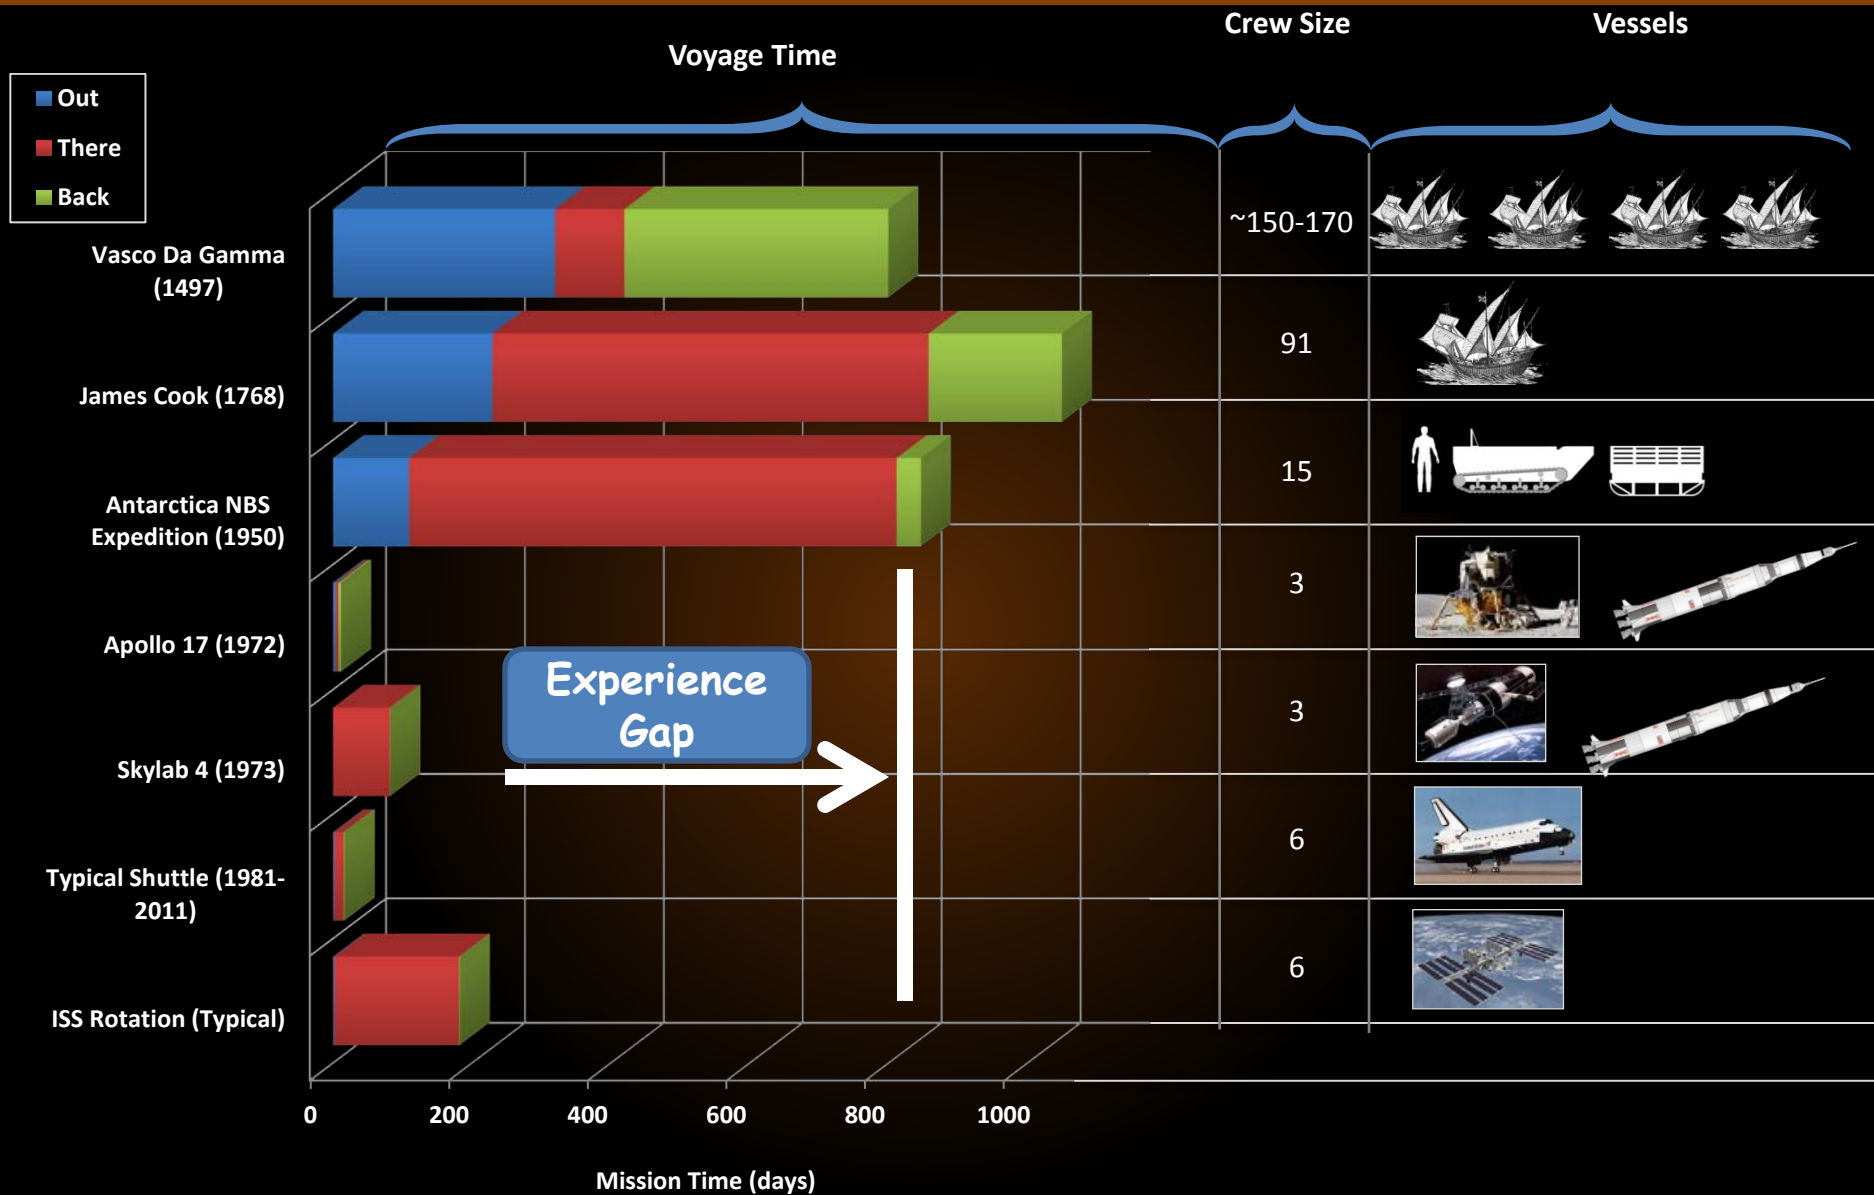 Crew Size
Vessels
Voyage Time
Out
There
Back
Vasco Da Gamma
(1497)
~150-170
James Cook (1768)
91
Antarctica NBS
Expedition (1950)
15
Apollo 17 (1972)
3
Experience
Gap
Skylab 4 (1973)
3
Typical Shuttle (1981-
2011)
6
ISS Rotation (Typical)
6
0
200
400
600
800
1000
Mission Time (days)